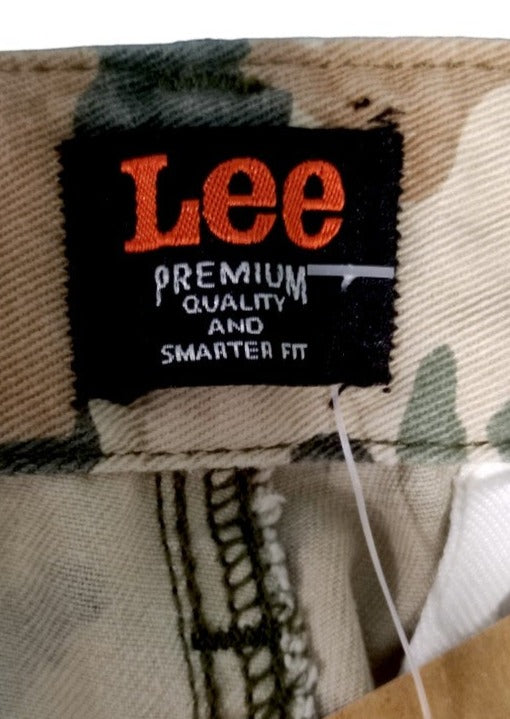 Lee
PREMIUM
QUALITY
AND
SMARTER FIT